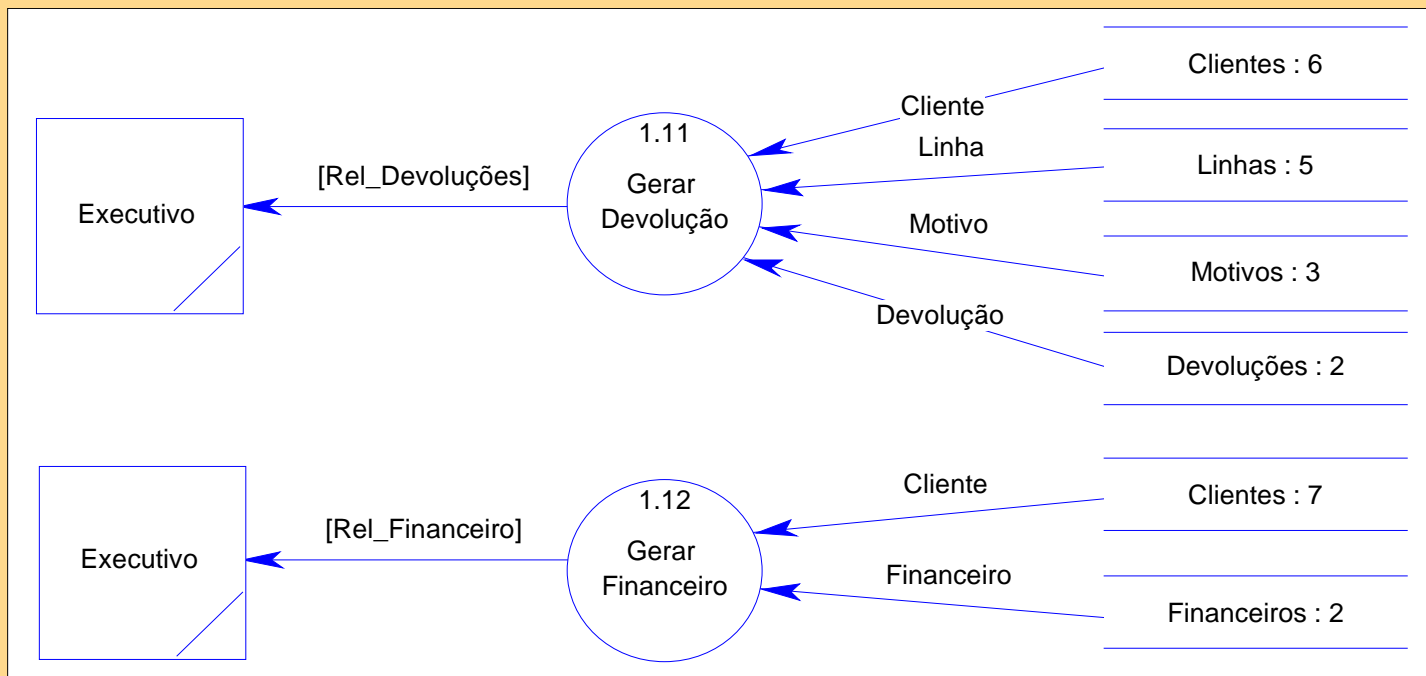 Clientes : 6
Cliente
1.11
Linha
Linhas : 5
[Rel_Devoluções]
Gerar
Devolução
Executivo
Motivo
Motivos : 3
Devolução
Devoluções : 2
Cliente
Clientes : 7
1.12
[Rel_Financeiro]
Gerar
Financeiro
Executivo
Financeiro
Financeiros : 2